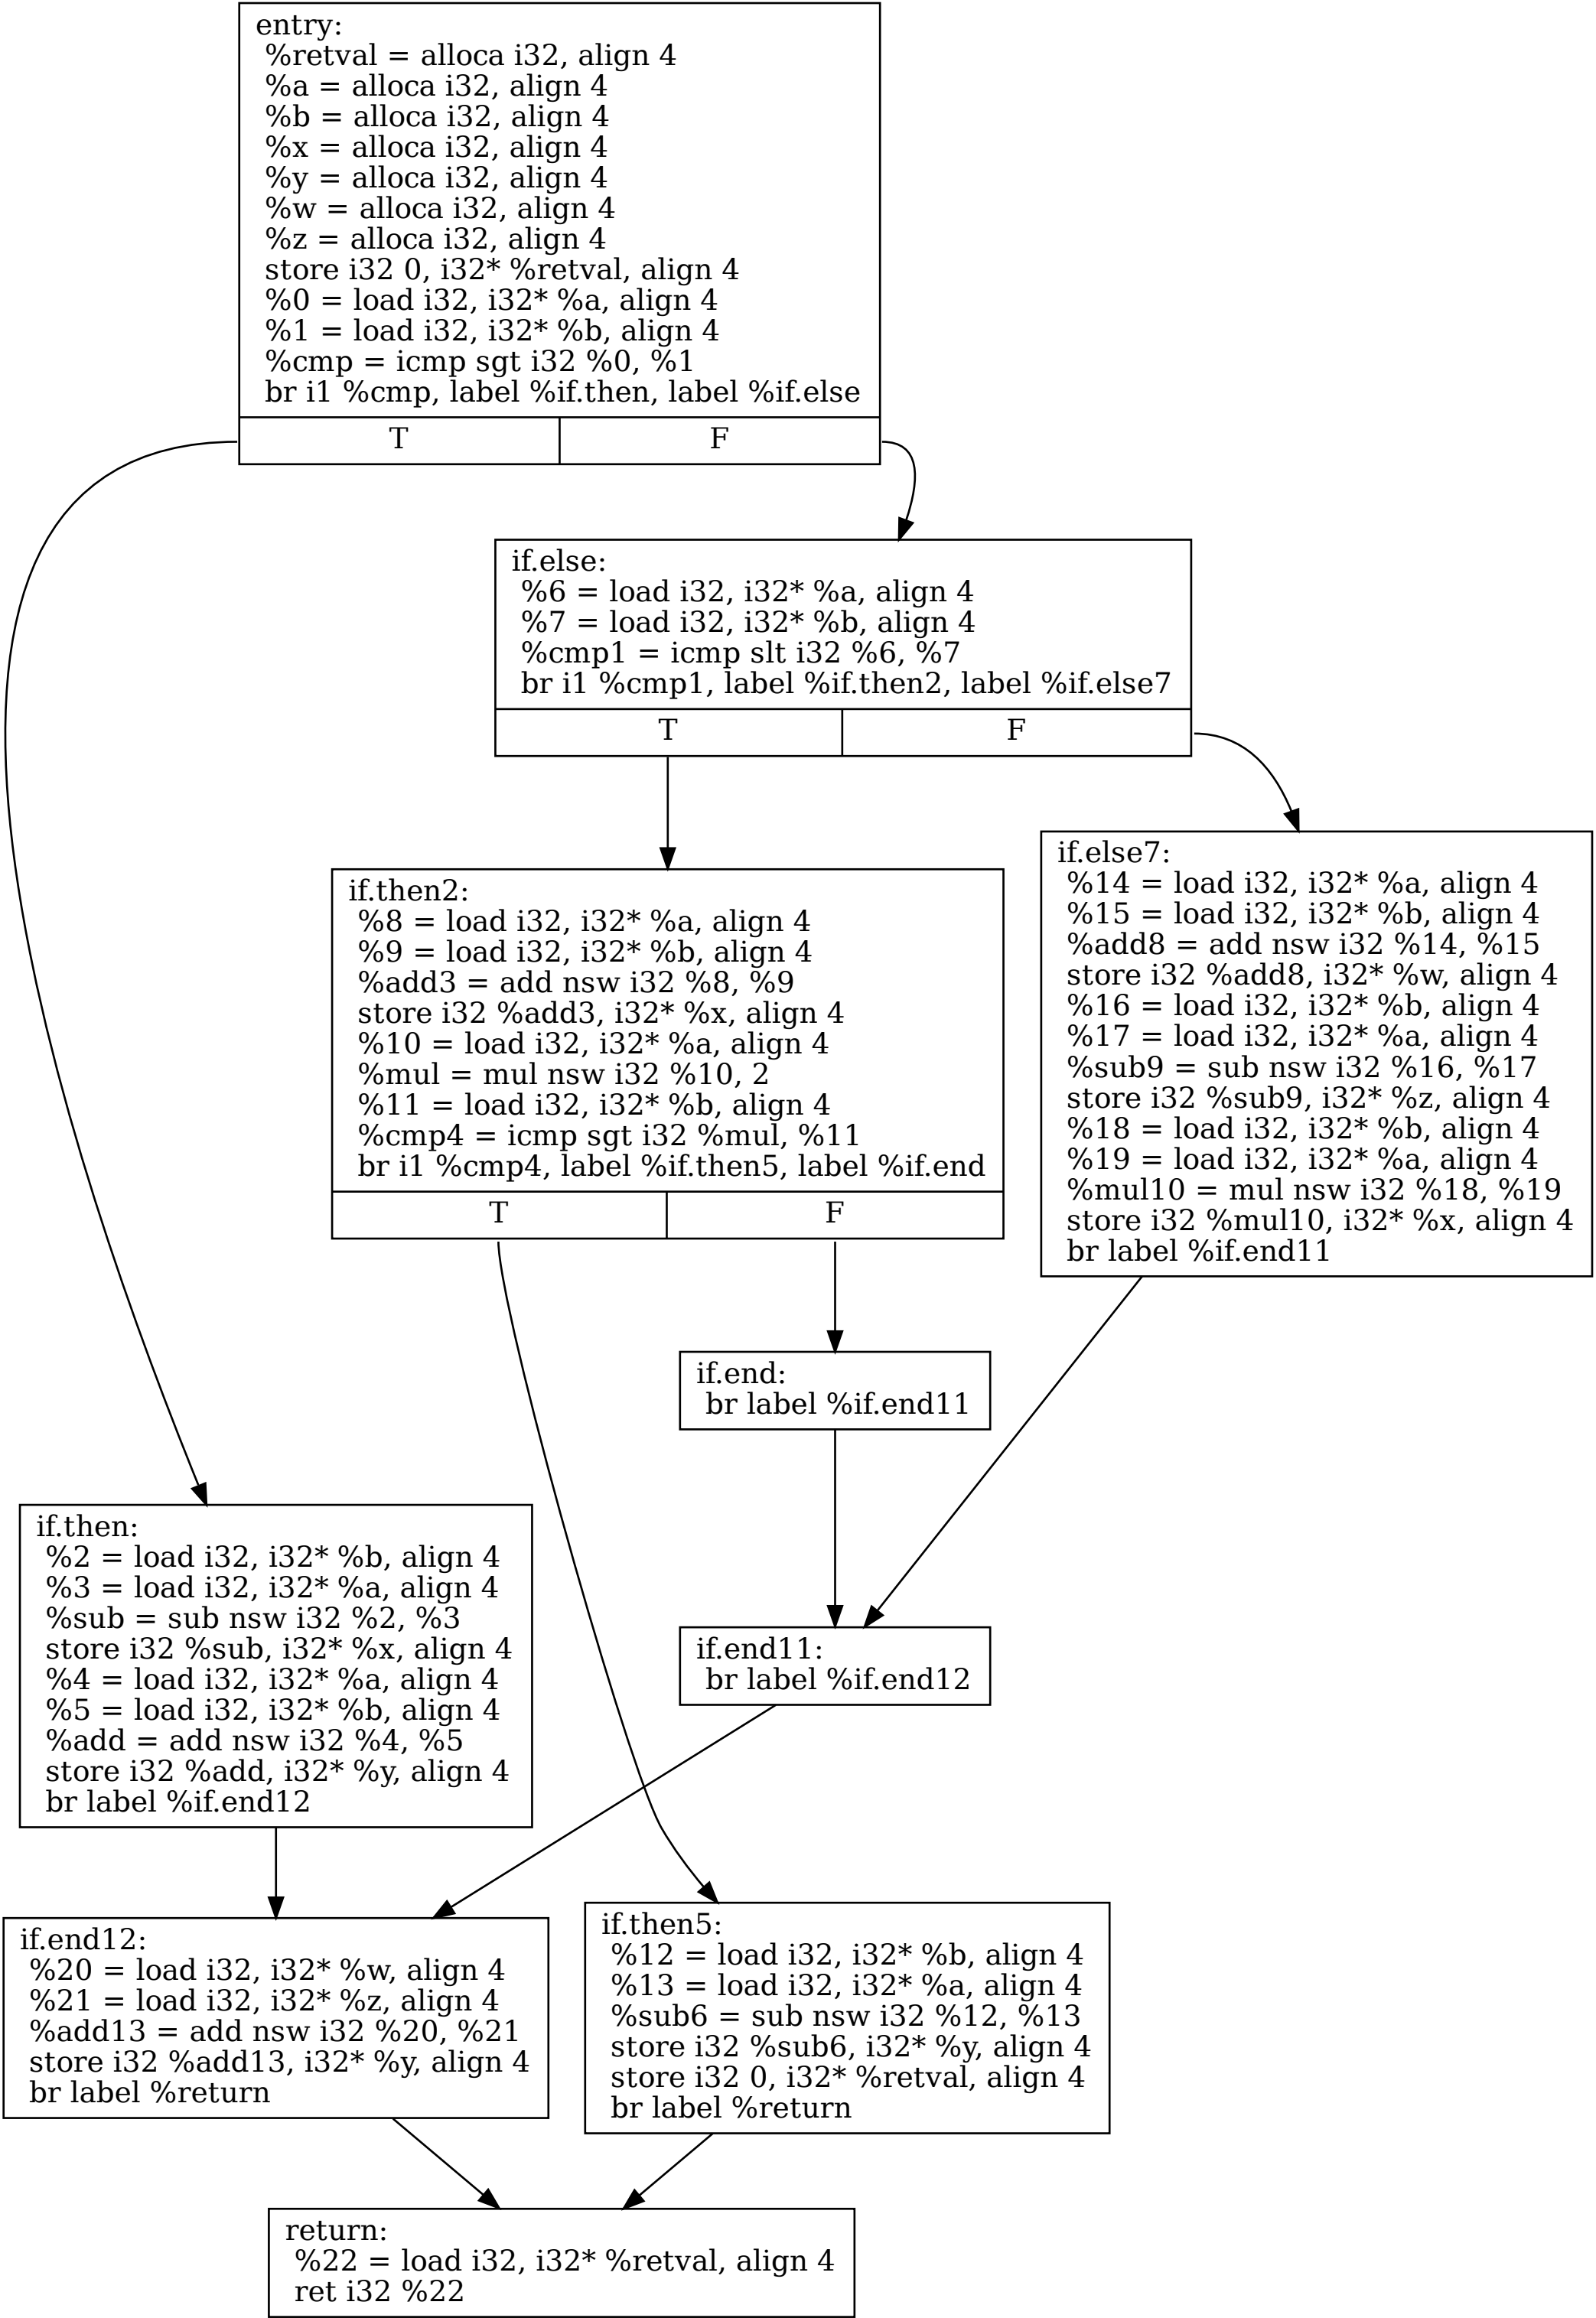 entry:
%retval = alloca i32, align 4
%a = alloca i32, align 4
%b = alloca i32, align 4
%x = alloca i32, align 4
%y = alloca i32, align 4
%w = alloca i32, align 4
%z = alloca i32, align 4
store i32 0, i32* %retval, align 4
%0 = load i32, i32* %a, align 4
%1 = load i32, i32* %b, align 4
%cmp = icmp sgt i32 %0, %1
br i1 %cmp, label %if.then, label %if.else
T
F
if.else:
%6 = load i32, i32* %a, align 4
%7 = load i32, i32* %b, align 4
%cmp1 = icmp slt i32 %6, %7
br i1 %cmp1, label %if.then2, label %if.else7
T
F
if.then2:
%8 = load i32, i32* %a, align 4
%9 = load i32, i32* %b, align 4
%add3 = add nsw i32 %8, %9
store i32 %add3, i32* %x, align 4
%10 = load i32, i32* %a, align 4
%mul = mul nsw i32 %10, 2
%11 = load i32, i32* %b, align 4
%cmp4 = icmp sgt i32 %mul, %11
br i1 %cmp4, label %if.then5, label %if.end
T
F
if.else7:
%14 = load i32, i32* %a, align 4
%15 = load i32, i32* %b, align 4
%add8 = add nsw i32 %14, %15
store i32 %add8, i32* %w, align 4
%16 = load i32, i32* %b, align 4
%17 = load i32, i32* %a, align 4
%sub9 = sub nsw i32 %16, %17
store i32 %sub9, i32* %z, align 4
%18 = load i32, i32* %b, align 4
%19 = load i32, i32* %a, align 4
%mul10 = mul nsw i32 %18, %19
store i32 %mul10, i32* %x, align 4
br label %if.end11
if.end:
br label %if.end11
if.then:
%2 = load i32, i32* %b, align 4
%3 = load i32, i32* %a, align 4
%sub = sub nsw i32 %2, %3
store i32 %sub, i32* %x, align 4
%4 = load i32, i32* %a, align 4
%5 = load i32, i32* %b, align 4
%add = add nsw i32 %4, %5
store i32 %add, i32* %y, align 4
br label %if.end12
if.end11:
br label %if.end12
if.end12:
%20 = load i32, i32* %w, align 4
%21 = load i32, i32* %z, align 4
%add13 = add nsw i32 %20, %21
store i32 %add13, i32* %y, align 4
br label %return
if.then5:
%12 = load i32, i32* %b, align 4
%13 = load i32, i32* %a, align 4
%sub6 = sub nsw i32 %12, %13
store i32 %sub6, i32* %y, align 4
store i32 0, i32* %retval, align 4
br label %return
return:
%22 = load i32, i32* %retval, align 4
ret i32 %22